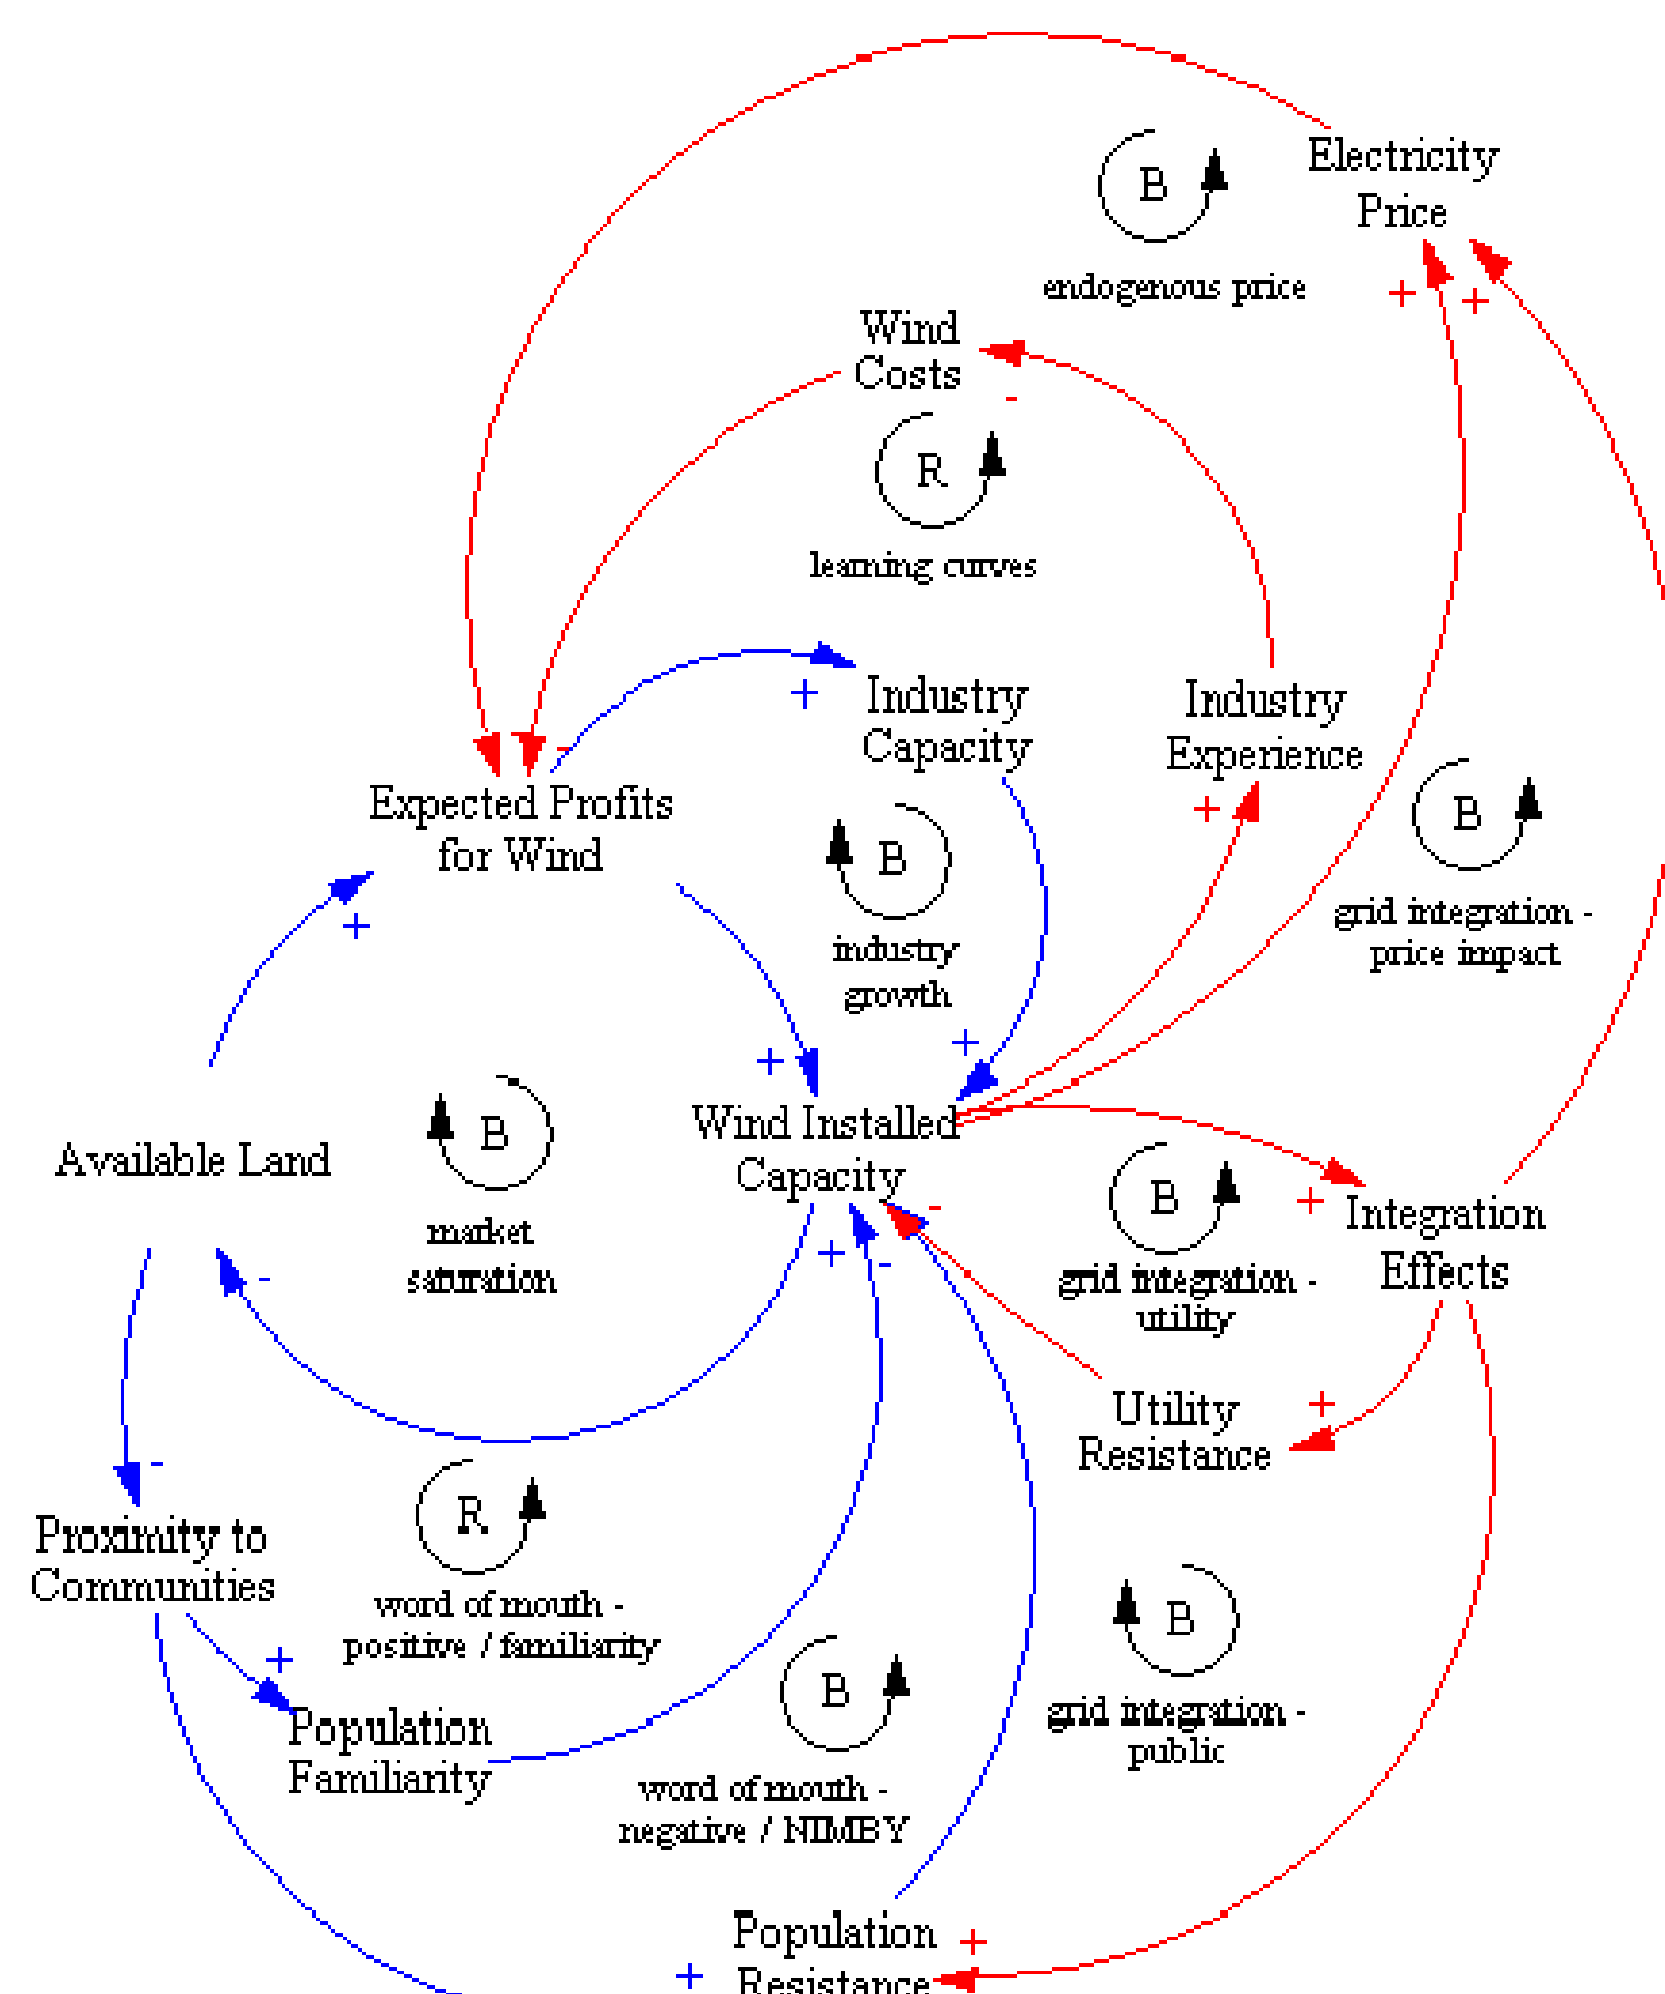 Electricity
Price
B
endogenous price
+ +
Wind
Costs
-
R
learning curves
+
Industry
Capacity
Industry
Experience
-
+
Expected Profits
for Wind
B
industry
growth
B
grid integration -
price impact
+
+
+
Wind Installed
Capacity
Available Land
B
market
saturation
B
grid integration -
utility
+
Integration
Effects
-
+
-
-
Utility
Resistance
+
-
Proximity to
Communities
R
word of mouth -
positive / familiarity
+
Population
Familiarity
B
word of mouth -
negative / NIMBY
B
grid integration -
public
Population
Resistance
+
+